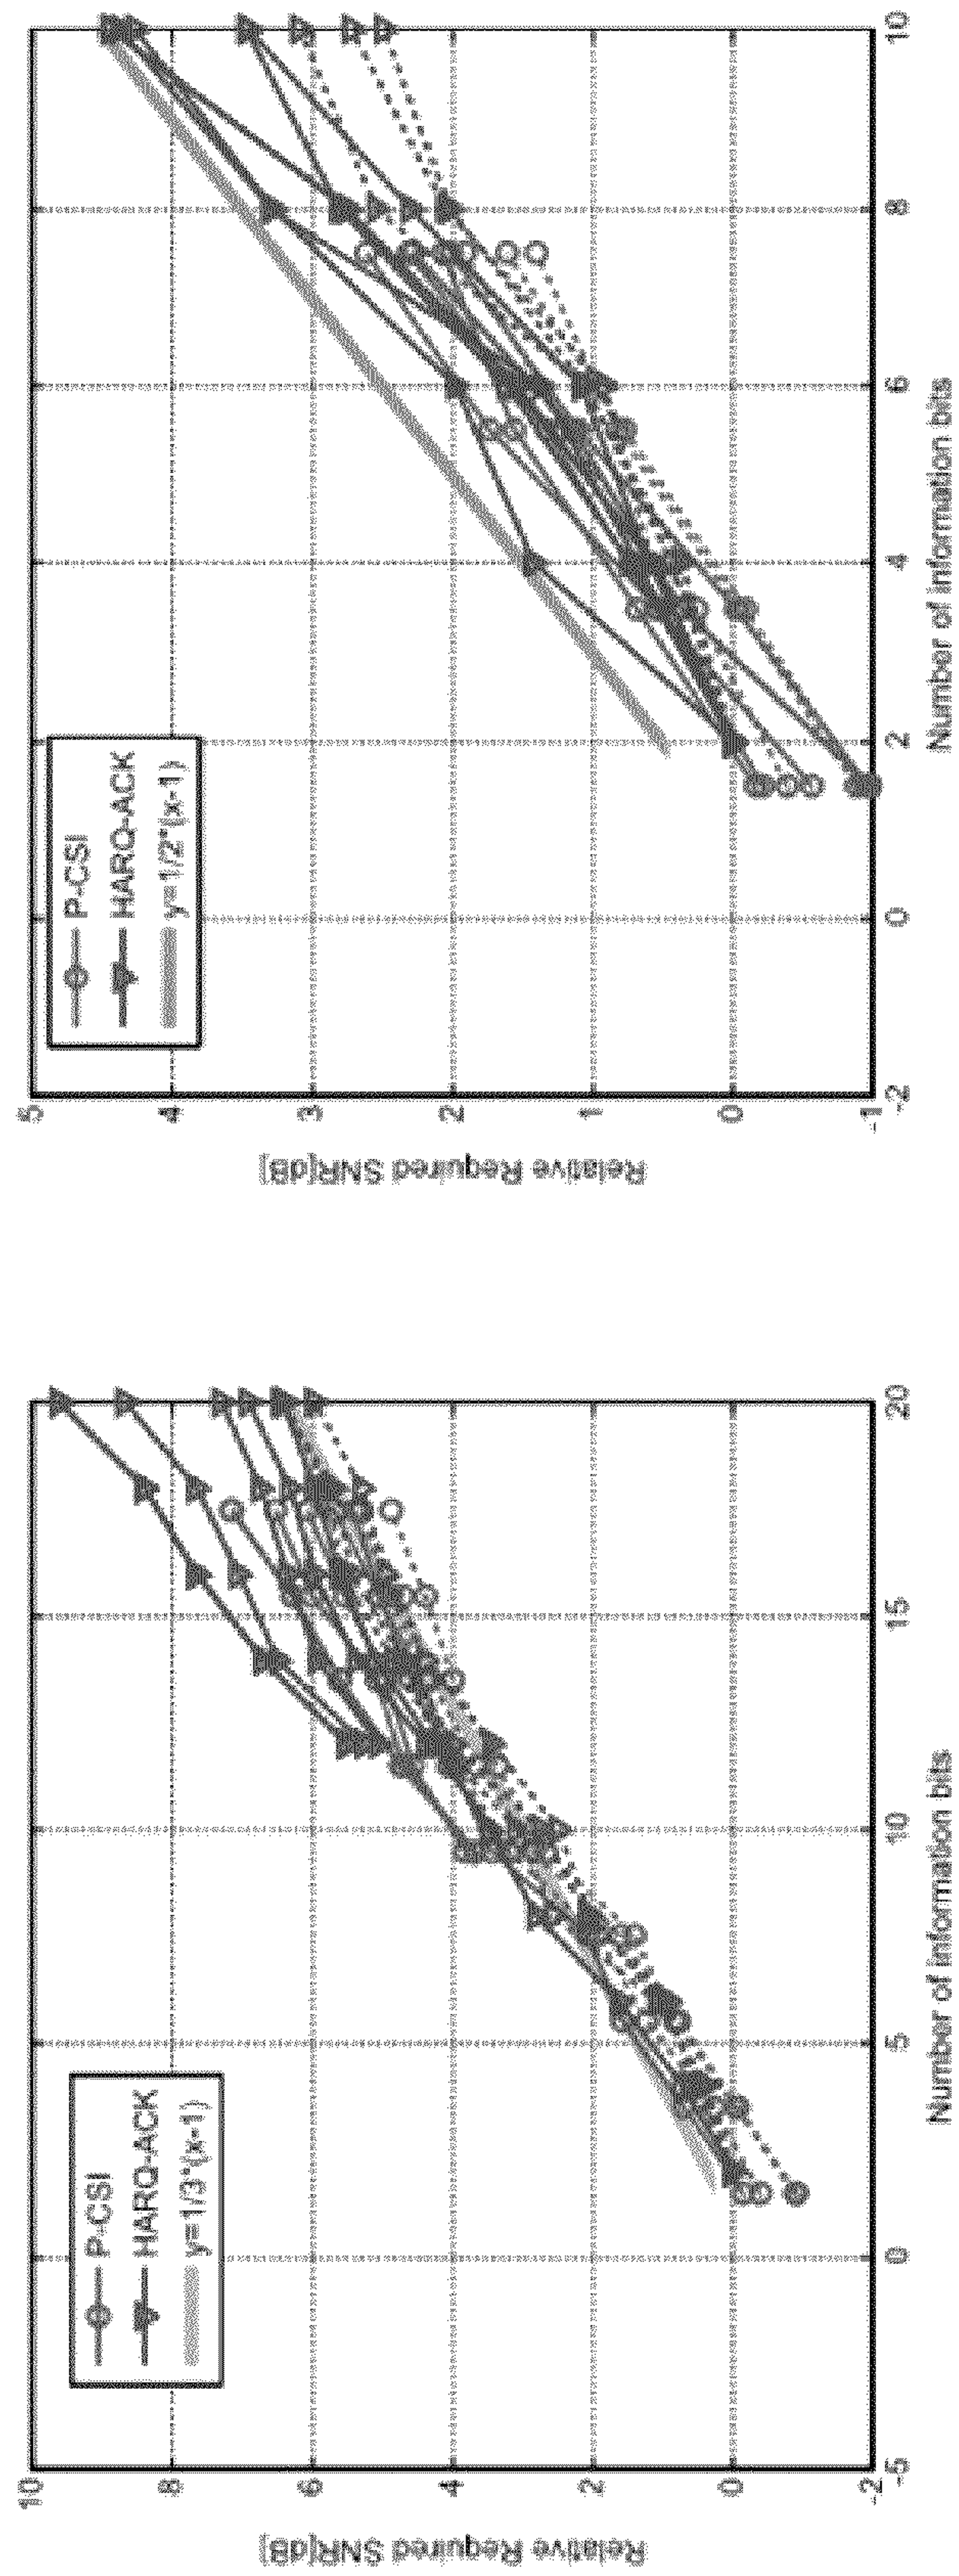 P-CSI
HARQ-ACK
y=1/3*(x-1)
10
8
6
4
2
0
-2
-5
0
5
10
15
20
Relative Required SNR[dB]
Number of information bits
P-CSI
HARQ-ACK
y=1/2*(x-1)
5
4
3
2
1
0
-1
-2
0
2
4
6
8
10
Relative Required SNR[dB]
Number of information bits